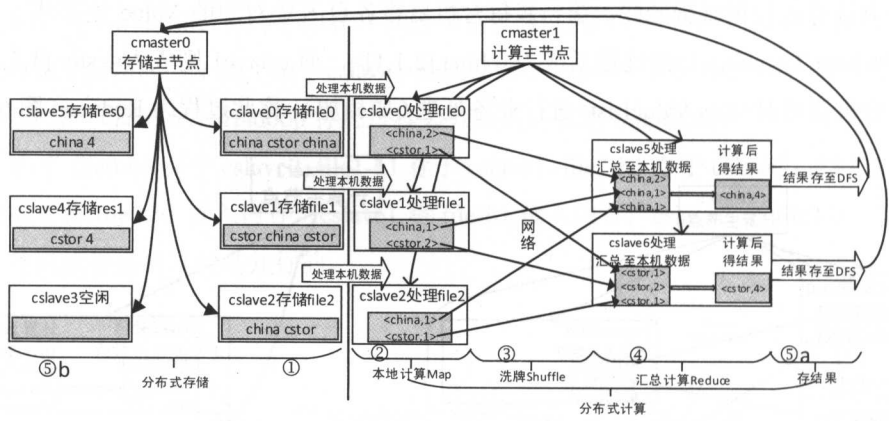 cmaster0
存储主节点
cslave5存储res0
china 4
cslave0存储file0
china cstor china
cslave4存储res1
cstor 4
cslave1存储file1
cstor china cstor
cslave3空闲
cslave2存储file2
china cstor
⑤b
①
分布式存储
cmaster1
计算主节点
处理本机数据
cslave0处理file0
<china,2>
<cstor,1>
处理本机数据
cslave1处理file1
<china,1>
<cstor,2>
处理本机数据
cslave2处理file2
<china,1>
<cstor,1>
网
络
cslave5处理
汇总至本机数据
<china,2>
<china,1>
<china,1>
计算后
得结果
<china,4>
结果存至DFS
cslave6处理
汇总至本机数据
<cstor,1>
<cstor,2>
<cstor,1>
计算后
得结果
<cstor,4>
结果存至DFS
②
③
④
⑤a
本地计算Map
洗牌Shuffle
汇总计算Reduce
存结果
分布式计算